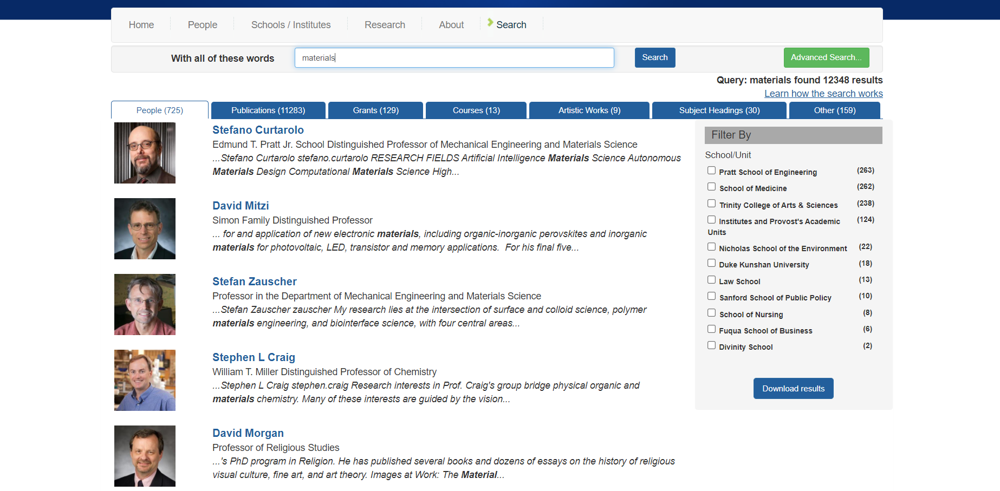 Home People Schools / Institutes Research About Search
With all of these words materials Search Advanced Search...
Query: materials found 12348 results
Learn how the search works
People (725) Publications (11283) Grants (129) Courses (13) Artistic Works (9) Subject Headings (30) Other (159)
Stefano Curtarolo
Edmund T. Pratt Jr. School Distinguished Professor of Mechanical Engineering and Materials Science
...Stefano Curtarolo stefano.curtarolo RESEARCH FIELDS Artificial Intelligence Materials Science Autonomous
Materials Design Computational Materials Science High...
David Mitzi
Simon Family Distinguished Professor
... for and application of new electronic materials, including organic-inorganic perovskites and inorganic
materials for photovoltaic, LED, transistor and memory applications.  For his final five...
Stefan Zauscher
Professor in the Department of Mechanical Engineering and Materials Science
...Stefan Zauscher zauscher My research lies at the intersection of surface and colloid science, polymer
materials engineering, and biointerface science, with four central areas...
Stephen L Craig
William T. Miller Distinguished Professor of Chemistry
...Stephen L Craig stephen.craig Research interests in Prof. Craig's group bridge physical organic and
materials chemistry. Many of these interests are guided by the vision...
David Morgan
Professor of Religious Studies
...'s PhD program in Religion. He has published several books and dozens of essays on the history of religious
visual culture, fine art, and art theory. Images at Work: The Material...
Filter By
School/Unit
Pratt School of Engineering (263)
School of Medicine (262)
Trinity College of Arts & Sciences (238)
Institutes and Provost's Academic (124)
Units
Nicholas School of the Environment (22)
Duke Kunshan University (18)
Law School (13)
Sanford School of Public Policy (10)
School of Nursing (8)
Fuqua School of Business (6)
Divinity School (2)
Download results